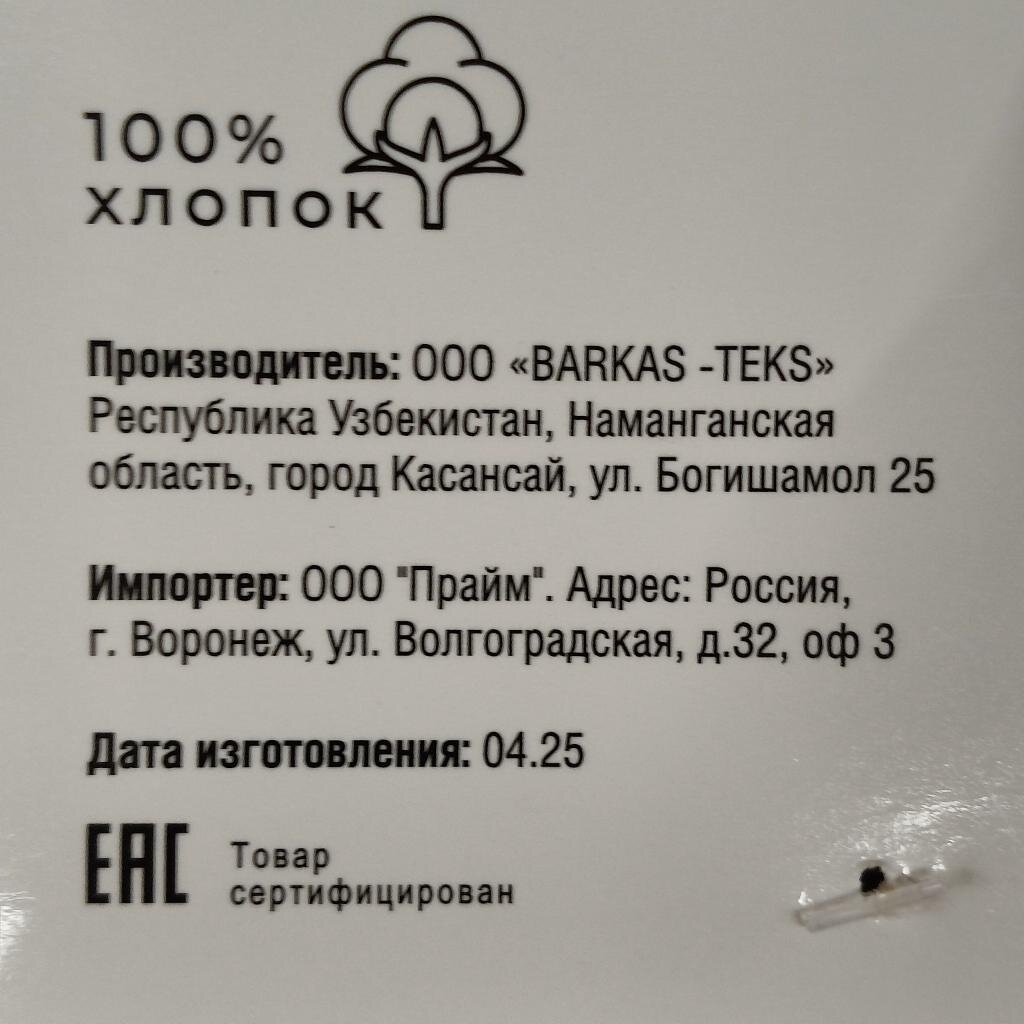 100%
ХЛОПОК
Производитель: ООО «BARKAS -TEKS»
Республика Узбекистан, Наманганская
область, город Касансай, ул. Богишамол 25
Импортер: ООО "Прайм". Адрес: Россия,
г. Воронеж, ул. Волгоградская, д.32, оф 3
Дата изготовления: 04.25
ЕАС
Товар
сертифицирован